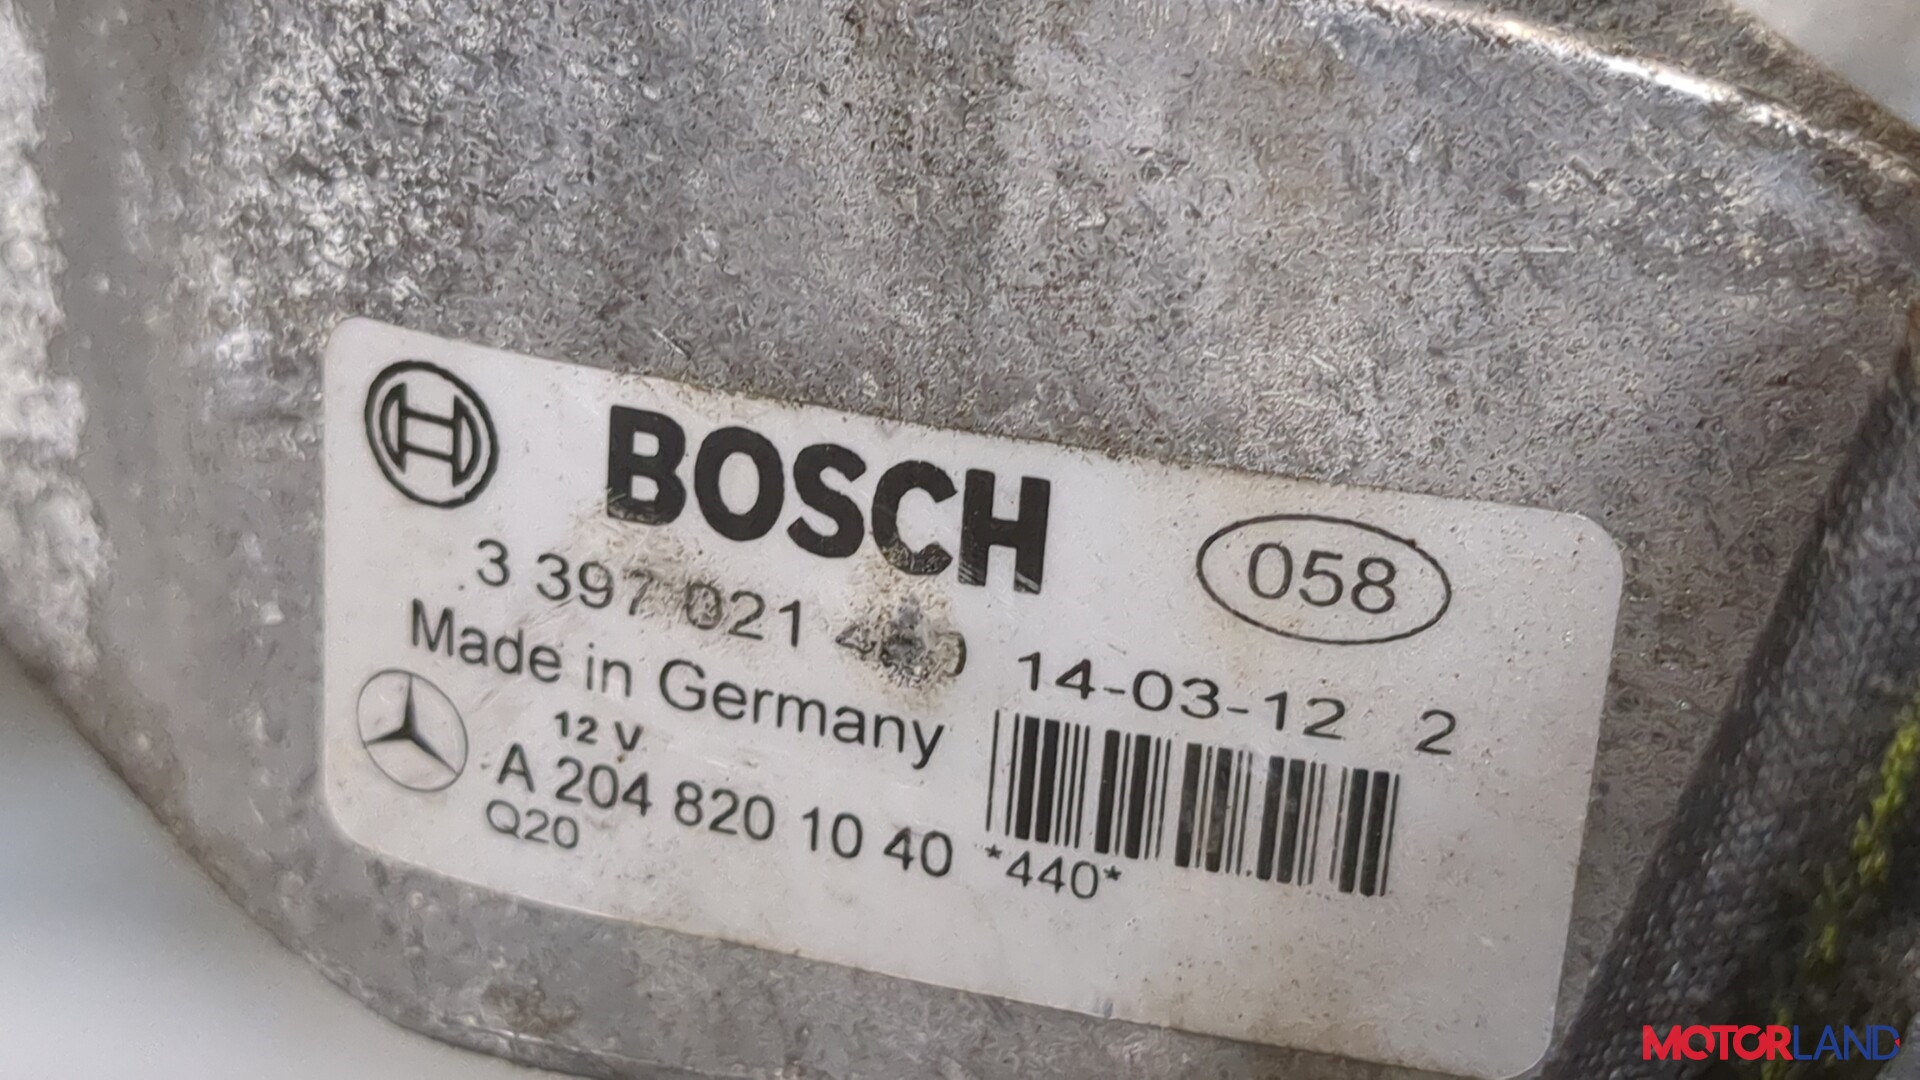 BOSCH
058
3 397 021
14-03-12 2
Made in Germany
12 V
A 204 820 10 40 *440*
Q20
MOTORLAND